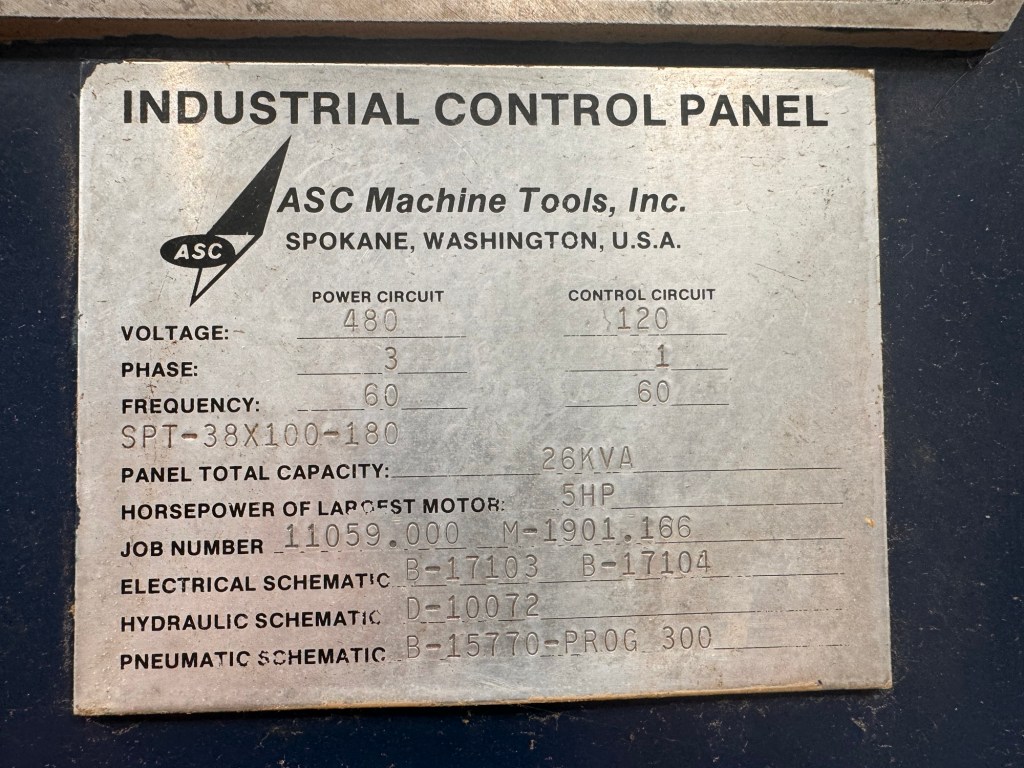 INDUSTRIAL CONTROL PANEL
ASC
ASC Machine Tools, Inc.
SPOKANE, WASHINGTON, U.S.A.
POWER CIRCUIT CONTROL CIRCUIT
VOLTAGE: 480 120
PHASE: 3 1
FREQUENCY: 60 60
SPT-38X100-180
PANEL TOTAL CAPACITY: 26KVA
HORSEPOWER OF LARGEST MOTOR: 5HP
JOB NUMBER 11059.000 M-1901.166
ELECTRICAL SCHEMATIC B-17103 B-17104
HYDRAULIC SCHEMATIC D-10072
PNEUMATIC SCHEMATIC B-15770-PROG 300